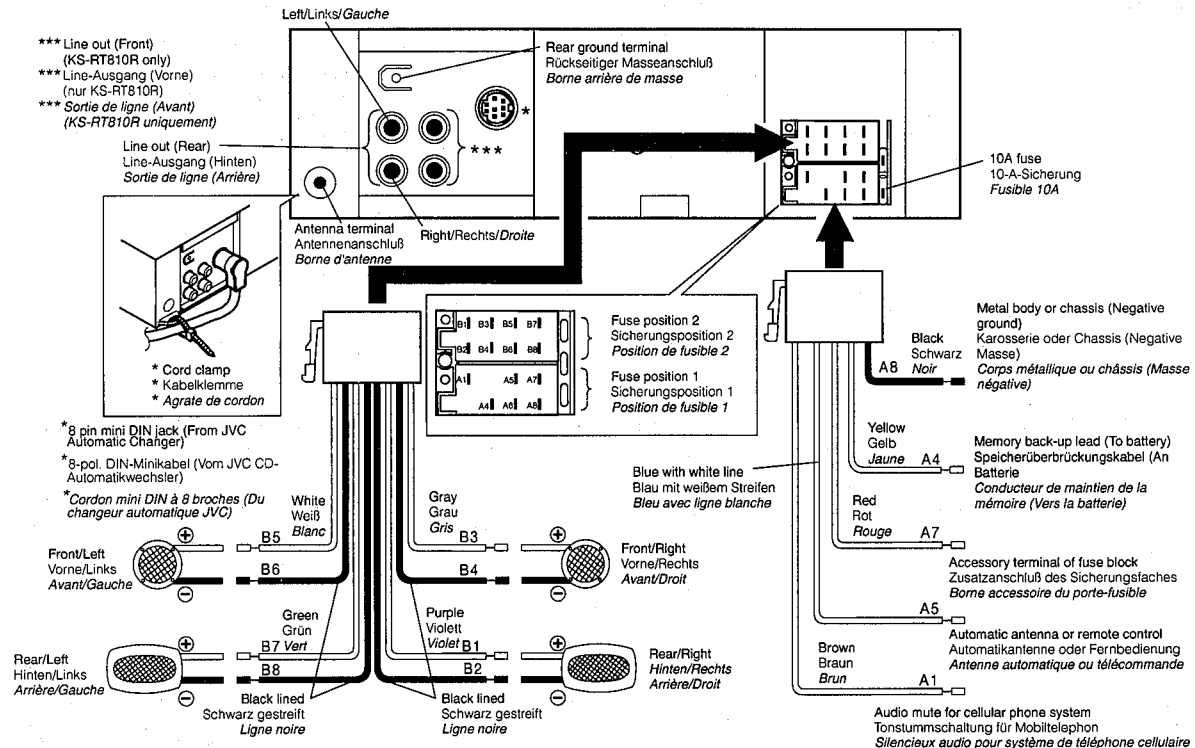 Left/Links/Gauche
*** Line out (Front)
(KS-RT810R only)
*** Line-Ausgang (Vorne)
(nur KS-RT810R)
*** Sortie de ligne (Avant)
(KS-RT810R uniquement)
Rear ground terminal
Rückseitiger Masseanschluß
Borne arrière de masse
*
***
Line out (Rear)
Line-Ausgang (Hinten)
Sortie de ligne (Arrière)
10A fuse
10-A-Sicherung
Fusible 10A
Antenna terminal
Antennenanschluß
Borne d'antenne
Right/Rechts/Droite
* Cord clamp
* Kabelklemme
* Agrate de cordon
B1 B3 B5 B7
B2 B4 B6 B8
A1 A5 A7
A4 A6 A8
Fuse position 2
Sicherungsposition 2
Position de fusible 2
Fuse position 1
Sicherungsposition 1
Position de fusible 1
*8 pin mini DIN jack (From JVC
Automatic Changer)
*8-pol. DIN-Minikabel (Vom JVC CD-
Automatikwechsler)
*Cordon mini DIN à 8 broches (Du
changeur automatique JVC)
Black
Schwarz
Noir
A8
Metal body or chassis (Negative
ground)
Karosserie oder Chassis (Negative
Masse)
Corps métallique ou châssis (Masse
négative)
Yellow
Gelb
Jaune
A4
Memory back-up lead (To battery)
Speicherüberbrückungskabel (An
Batterie
Conducteur de maintien de la
mémoire (Vers la batterie)
Blue with white line
Blau mit weißem Streifen
Bleu avec ligne blanche
Red
Rot
Rouge
A7
Accessory terminal of fuse block
Zusatzanschluß des Sicherungsfaches
Borne accessoire du porte-fusible
A5
Automatic antenna or remote control
Automatikantenne oder Fernbedienung
Antenne automatique ou télécommande
Brown
Braun
Brun
A1
Audio mute for cellular phone system
Tonstummschaltung für Mobiltelephon
Silencieux audio pour système de téléphone cellulaire
White
Weiß
Blanc
Gray
Grau
Gris
Front/Left
Vorne/Links
Avant/Gauche
+
B5
B6
−
B3
B4
+
−
Front/Right
Vorne/Rechts
Avant/Droit
Green
Grün
Vert
Purple
Violett
Violet
Rear/Left
Hinten/Links
Arrière/Gauche
+
B7
B8
−
B1
B2
+
−
Rear/Right
Hinten/Rechts
Arrière/Droit
Black lined
Schwarz gestreift
Ligne noire
Black lined
Schwarz gestreift
Ligne noire